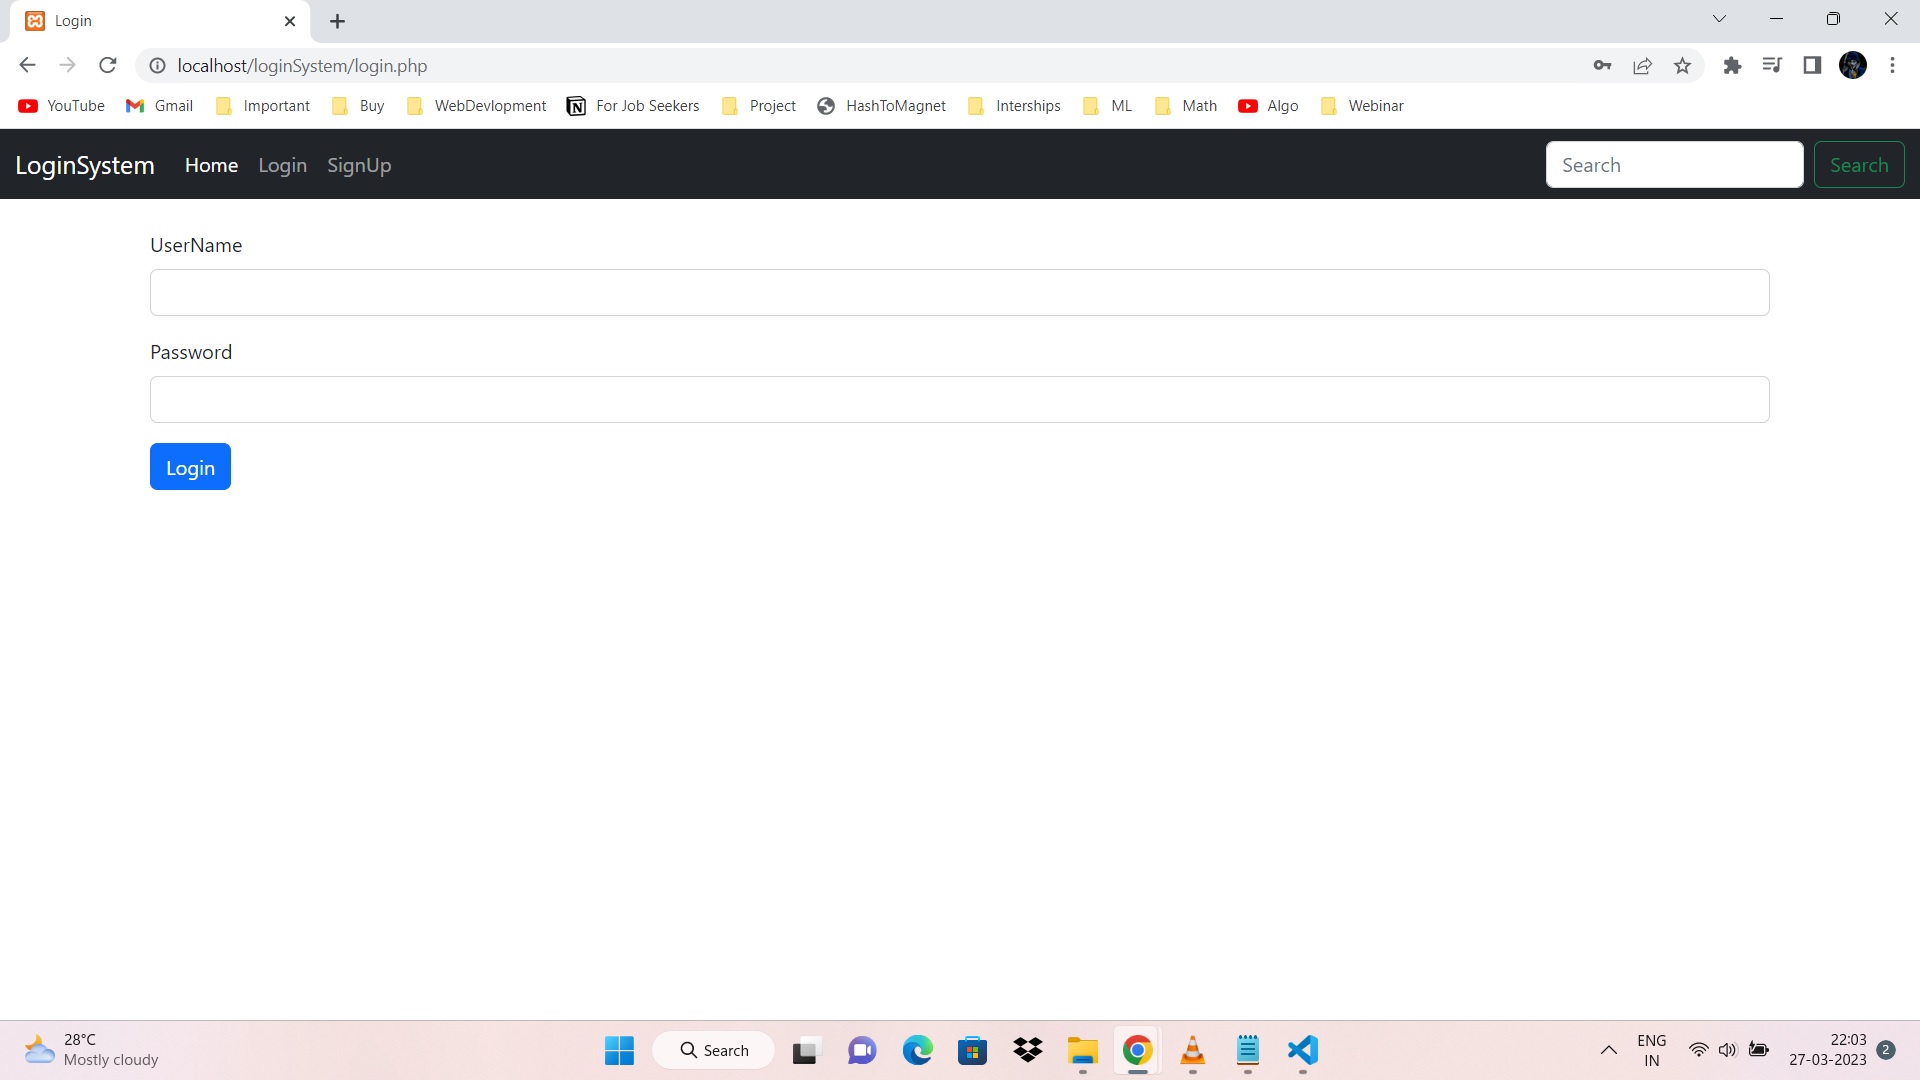 Login
localhost/loginSystem/login.php
YouTube Gmail Important Buy WebDevlopment For Job Seekers Project HashToMagnet Interships ML Math Algo Webinar
LoginSystem Home Login SignUp Search Search
UserName
Password
Login
28°C
Mostly cloudy
Search
ENG
IN
22:03
27-03-2023
2